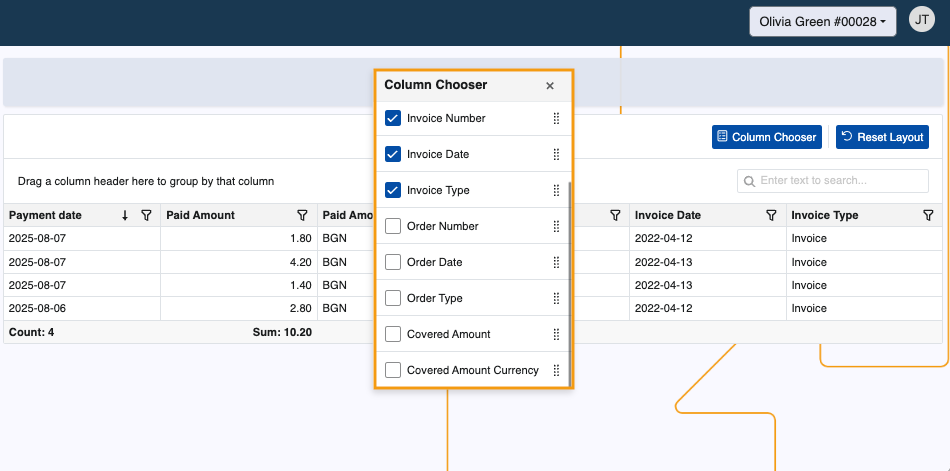 Olivia Green #00028
JT
Column Chooser
Invoice Number
Invoice Date
Invoice Type
Order Number
Order Date
Order Type
Covered Amount
Covered Amount Currency
Column Chooser
Reset Layout
Drag a column header here to group by that column
Enter text to search...
Payment date Paid Amount Paid Amo Invoice Date Invoice Type
2025-08-07 1.80 BGN 2022-04-12 Invoice
2025-08-07 4.20 BGN 2022-04-13 Invoice
2025-08-07 1.40 BGN 2022-04-13 Invoice
2025-08-06 2.80 BGN 2022-04-12 Invoice
Count: 4 Sum: 10.20